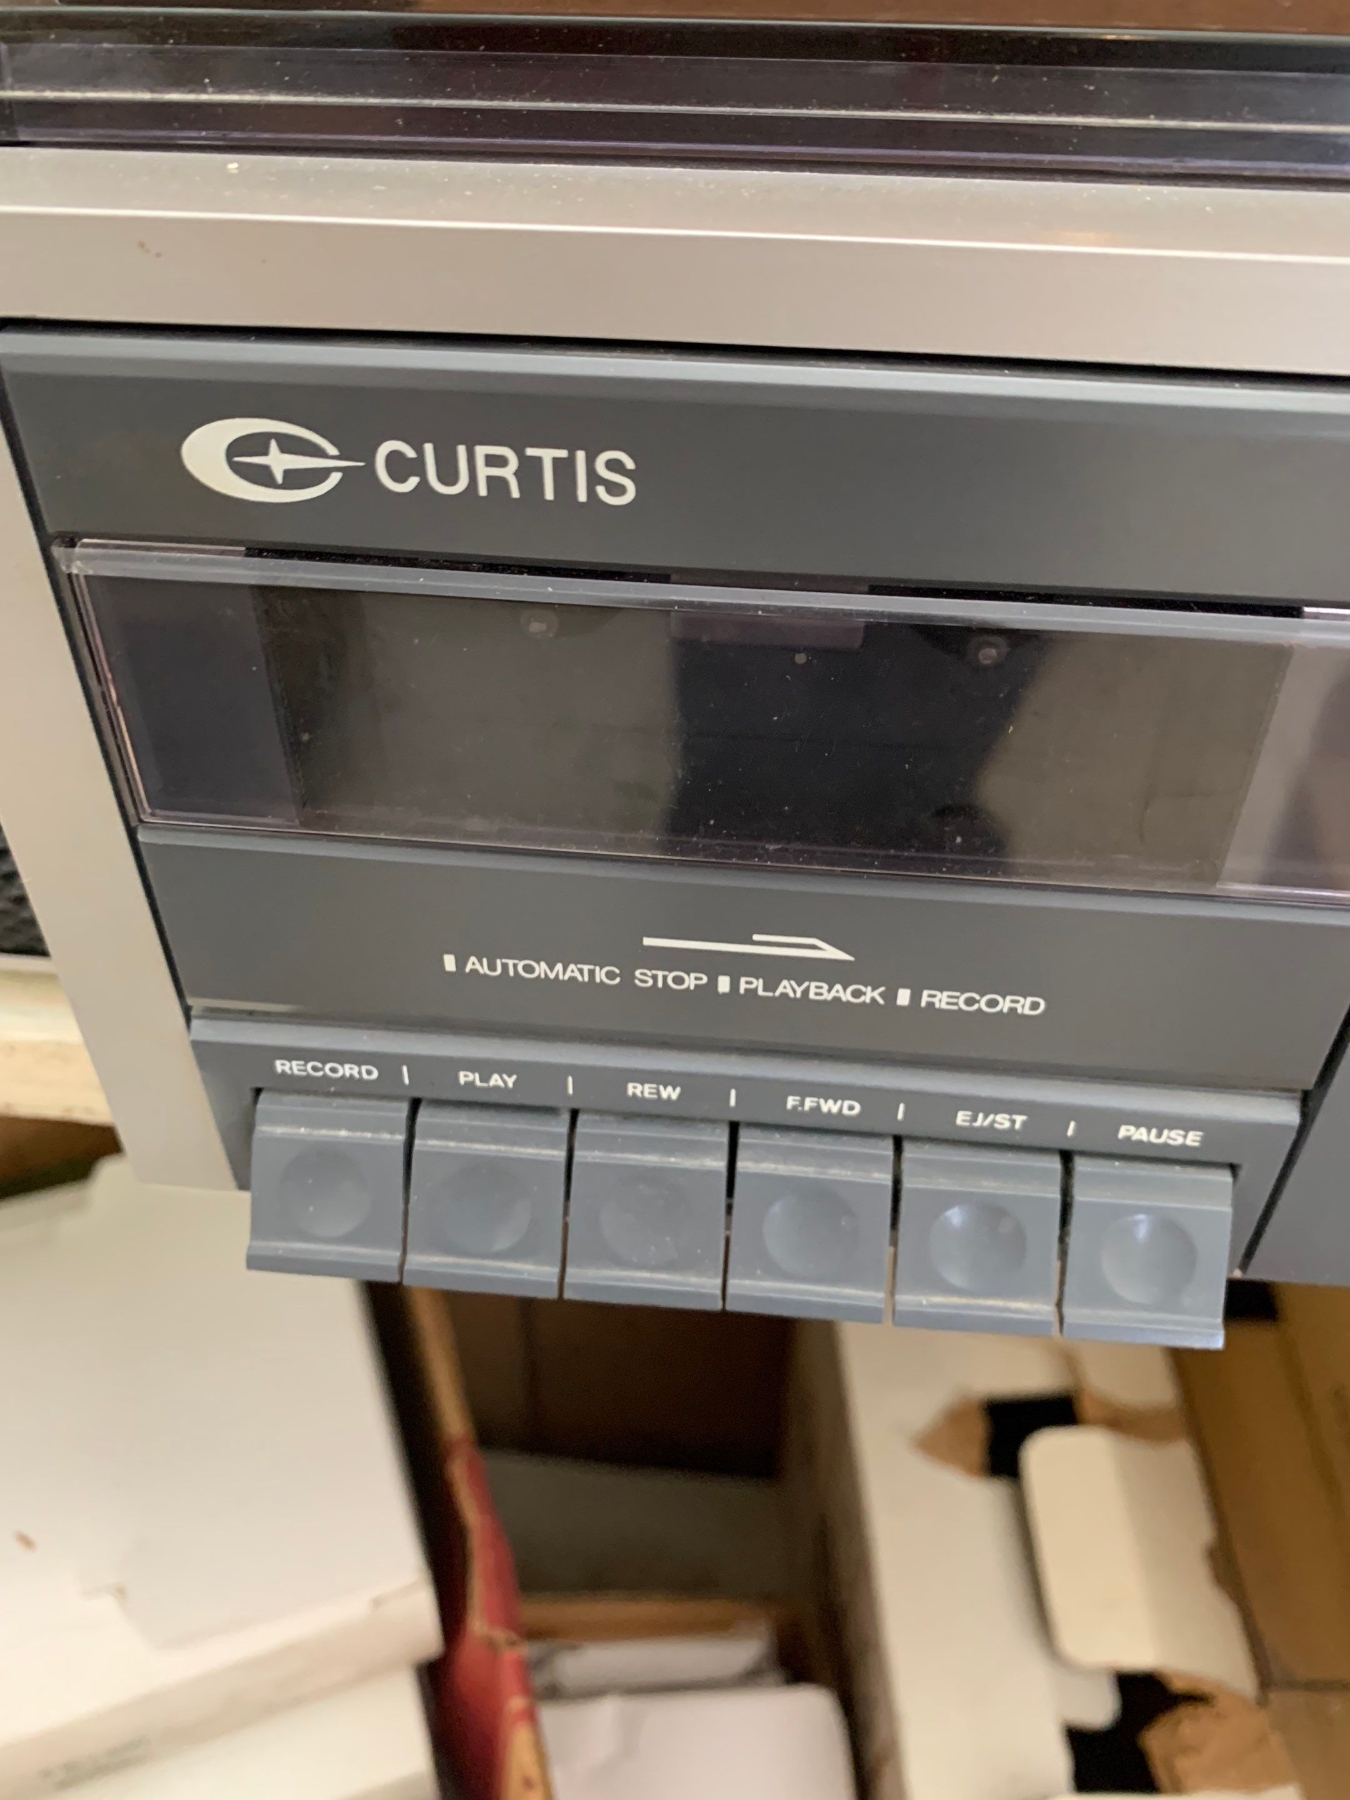 CURTIS
AUTOMATIC STOP PLAYBACK RECORD
RECORD | PLAY | REW | F.FWD | EJ/ST | PAUSE